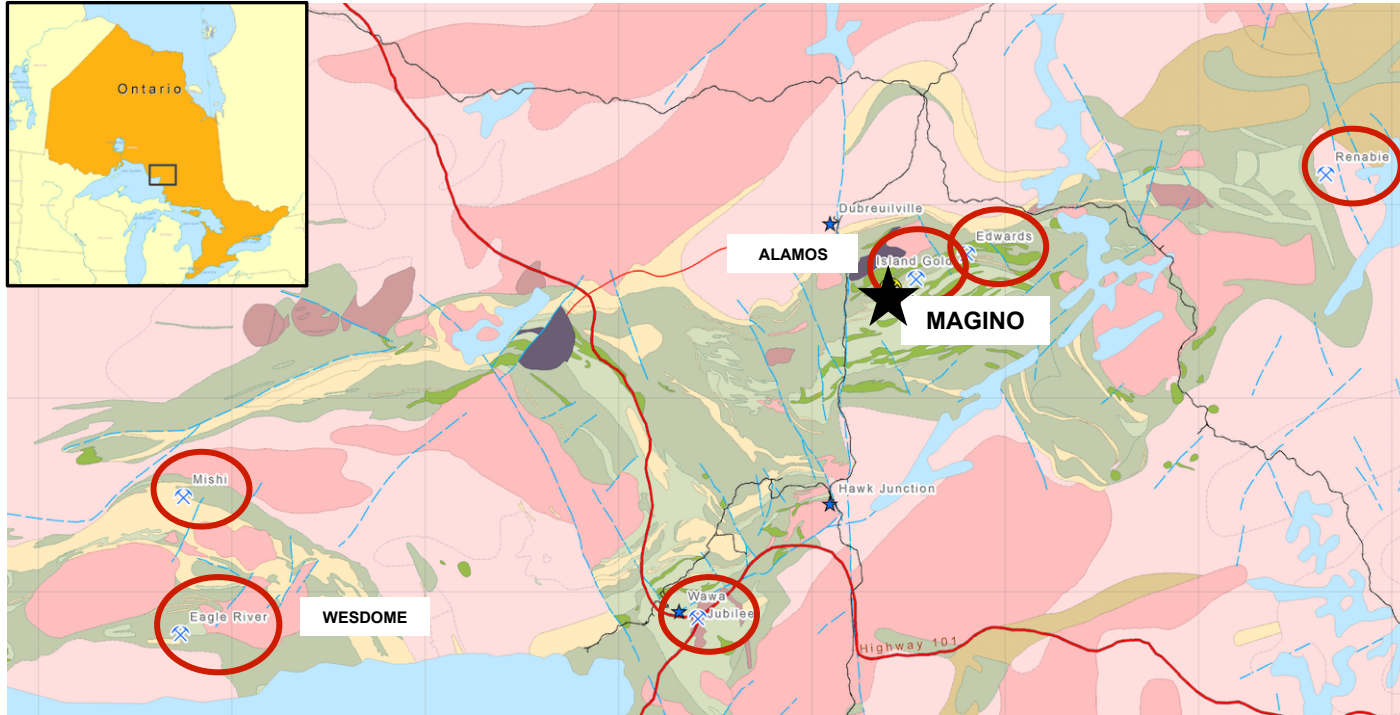 Ontario
Renabie
Dubreuilville
Edwards
ALAMOS
Island Gold
MAGINO
Mishi
Hawk Junction
Wawa
Eagle River
Jubilee
WESDOME
Highway 101